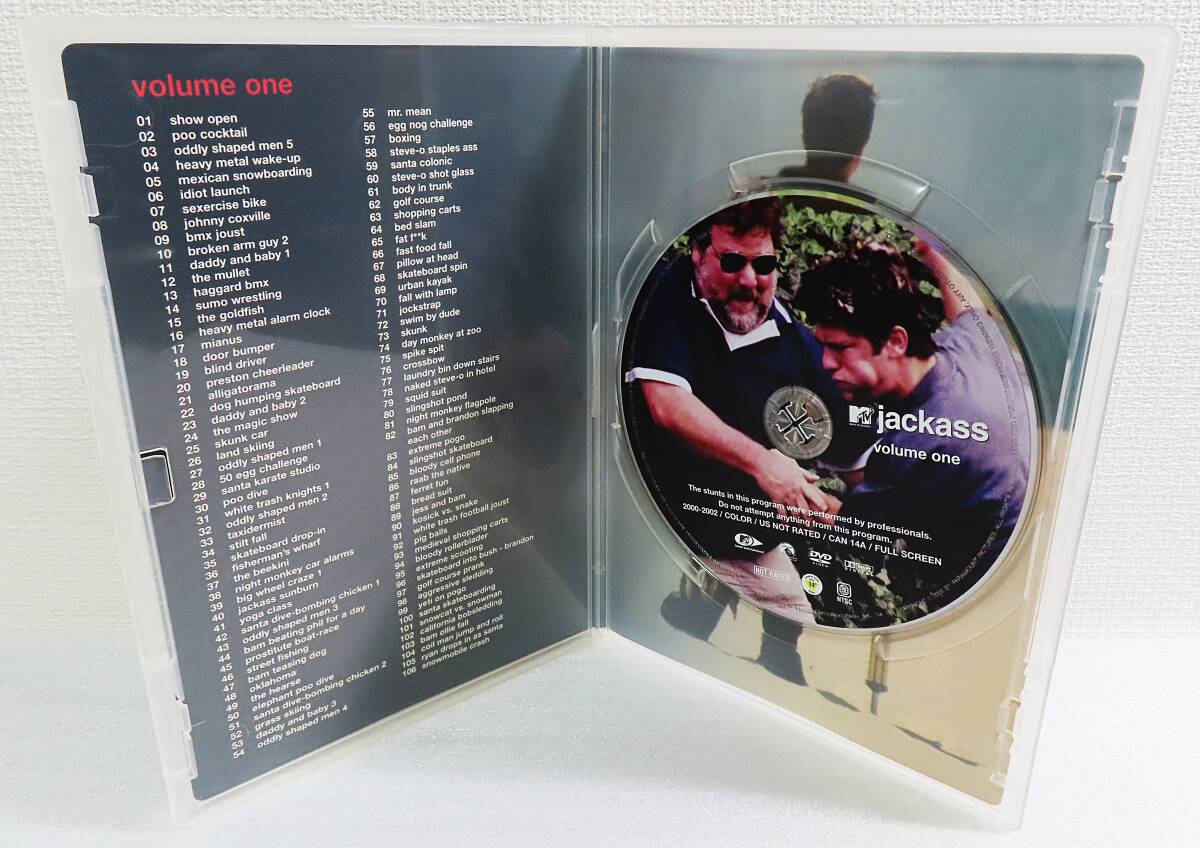 volume one
01 show open
02 poo cocktail
03 oddly shaped men 5
04 heavy metal wake-up
05 mexican snowboarding
06 idiot launch
07 sexercise bike
08 johnny coxville
09 bmx joust
10 broken arm guy 2
11 daddy and baby 1
12 the mullet
13 haggard bmx
14 sumo wrestling
15 the goldfish
16 heavy metal alarm clock
17 mianus
18 door bumper
19 blind driver
20 preston cheerleader
21 alligatorama
22 dog humping skateboard
23 daddy and baby 2
24 the magic show
25 skunk car
26 land skiing
27 oddly shaped men 1
28 50 egg challenge
29 santa karate studio
30 poo dive
31 white trash knights 1
32 oddly shaped men 2
33 taxidermist
34 stilt fall
35 skateboard drop-in
36 fisherman's wharf
37 the beekini
38 night monkey car alarms
39 big wheel craze 1
40 jackass sunburn
41 yoga class
42 santa dive-bombing chicken 1
43 oddly shaped men 3
44 bam beating phil for a day
45 prostitute boat-race
46 street fishing
47 bam teasing dog
48 oklahoma
49 the hearse
50 elephant poo dive
51 santa dive-bombing chicken 2
52 grass skiing
53 daddy and baby 3
54 oddly shaped men 4
55 mr. mean
56 egg nog challenge
57 boxing
58 steve-o staples ass
59 santa colonic
60 steve-o shot glass
61 body in trunk
62 golf course
63 shopping carts
64 bed slam
65 fat f**k
66 fast food fall
67 pillow at head
68 skateboard spin
69 urban kayak
70 fall with lamp
71 jockstrap
72 swim by dude
73 skunk
74 day monkey at zoo
75 spike spit
76 crossbow
77 laundry bin down stairs
78 naked steve-o in hotel
79 squid suit
80 slingshot pond
81 night monkey flagpole
82 bam and brandon slapping
each other
83 extreme pogo
84 slingshot skateboard
85 bloody cell phone
86 raab the native
87 ferret fun
88 bread suit
89 jess and bam
90 kosick vs. snake
91 white trash football joust
92 pig balls
93 medieval shopping carts
94 bloody rollerblader
95 extreme scooting
96 skateboard into bush - brandon
97 golf course prank
98 aggressive sledding
99 yeti on pogo
100 santa skateboarding
101 snowcat vs. snowman
102 california bobsledding
103 bam ollie fall
104 coil man jump and roll
105 ryan drops in as santa
106 snowmobile crash
MTV jackass
volume one
The stunts in this program were performed by professionals.
Do not attempt anything from this program.
2000-2002 / COLOR / US NOT RATED / CAN 14A / FULL SCREEN
DVD
VIDEO
NOT RATED
NTSC